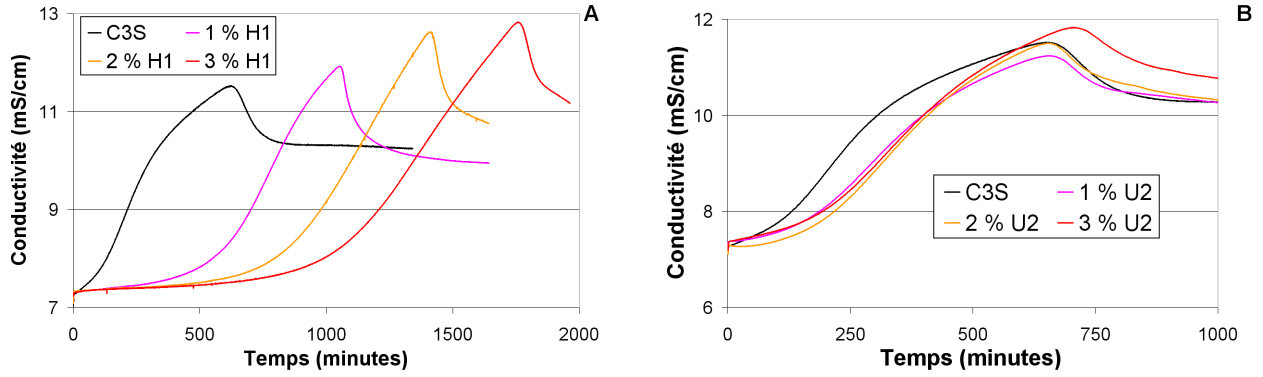 A
13
11
9
7
0
500
1000
1500
2000
Conductivité (mS/cm)
Temps (minutes)
C3S
1 % H1
2 % H1
3 % H1
B
12
10
8
6
0
250
500
750
1000
Conductivité (mS/cm)
Temps (minutes)
C3S
1 % U2
2 % U2
3 % U2